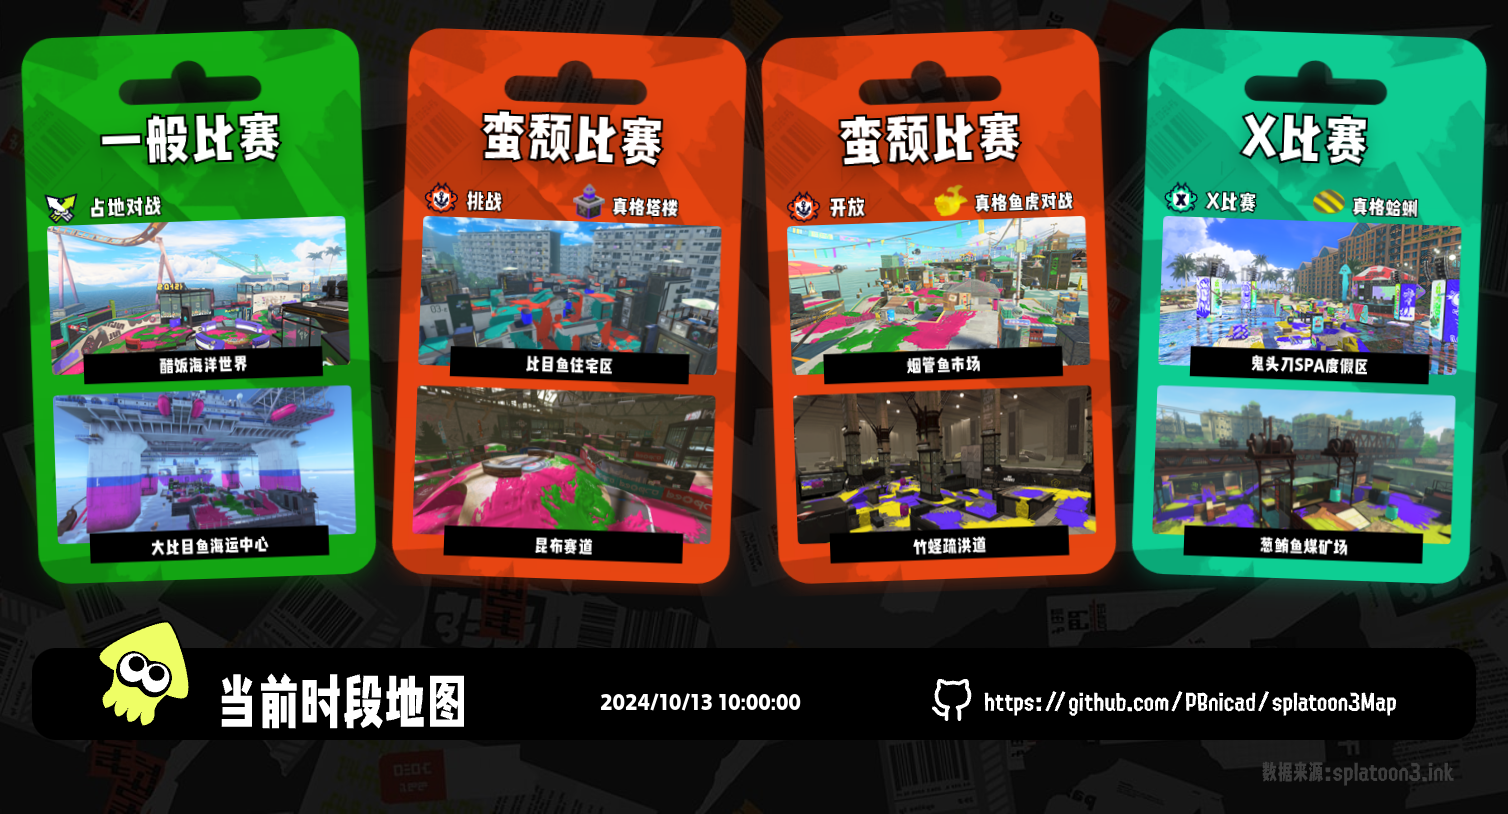 一般比赛
占地对战
醋饭海洋世界
大比目鱼海运中心
蛮颓比赛
挑战
真格塔楼
比目鱼住宅区
昆布赛道
蛮颓比赛
开放
真格鱼虎对战
烟管鱼市场
竹蛏疏洪道
X比赛
X比赛
真格蛤蜊
鬼头刀SPA度假区
葱鲔鱼煤矿场
当前时段地图
2024/10/13 10:00:00
https://github.com/PBnicad/splatoon3Map
数据来源:splatoon3.ink